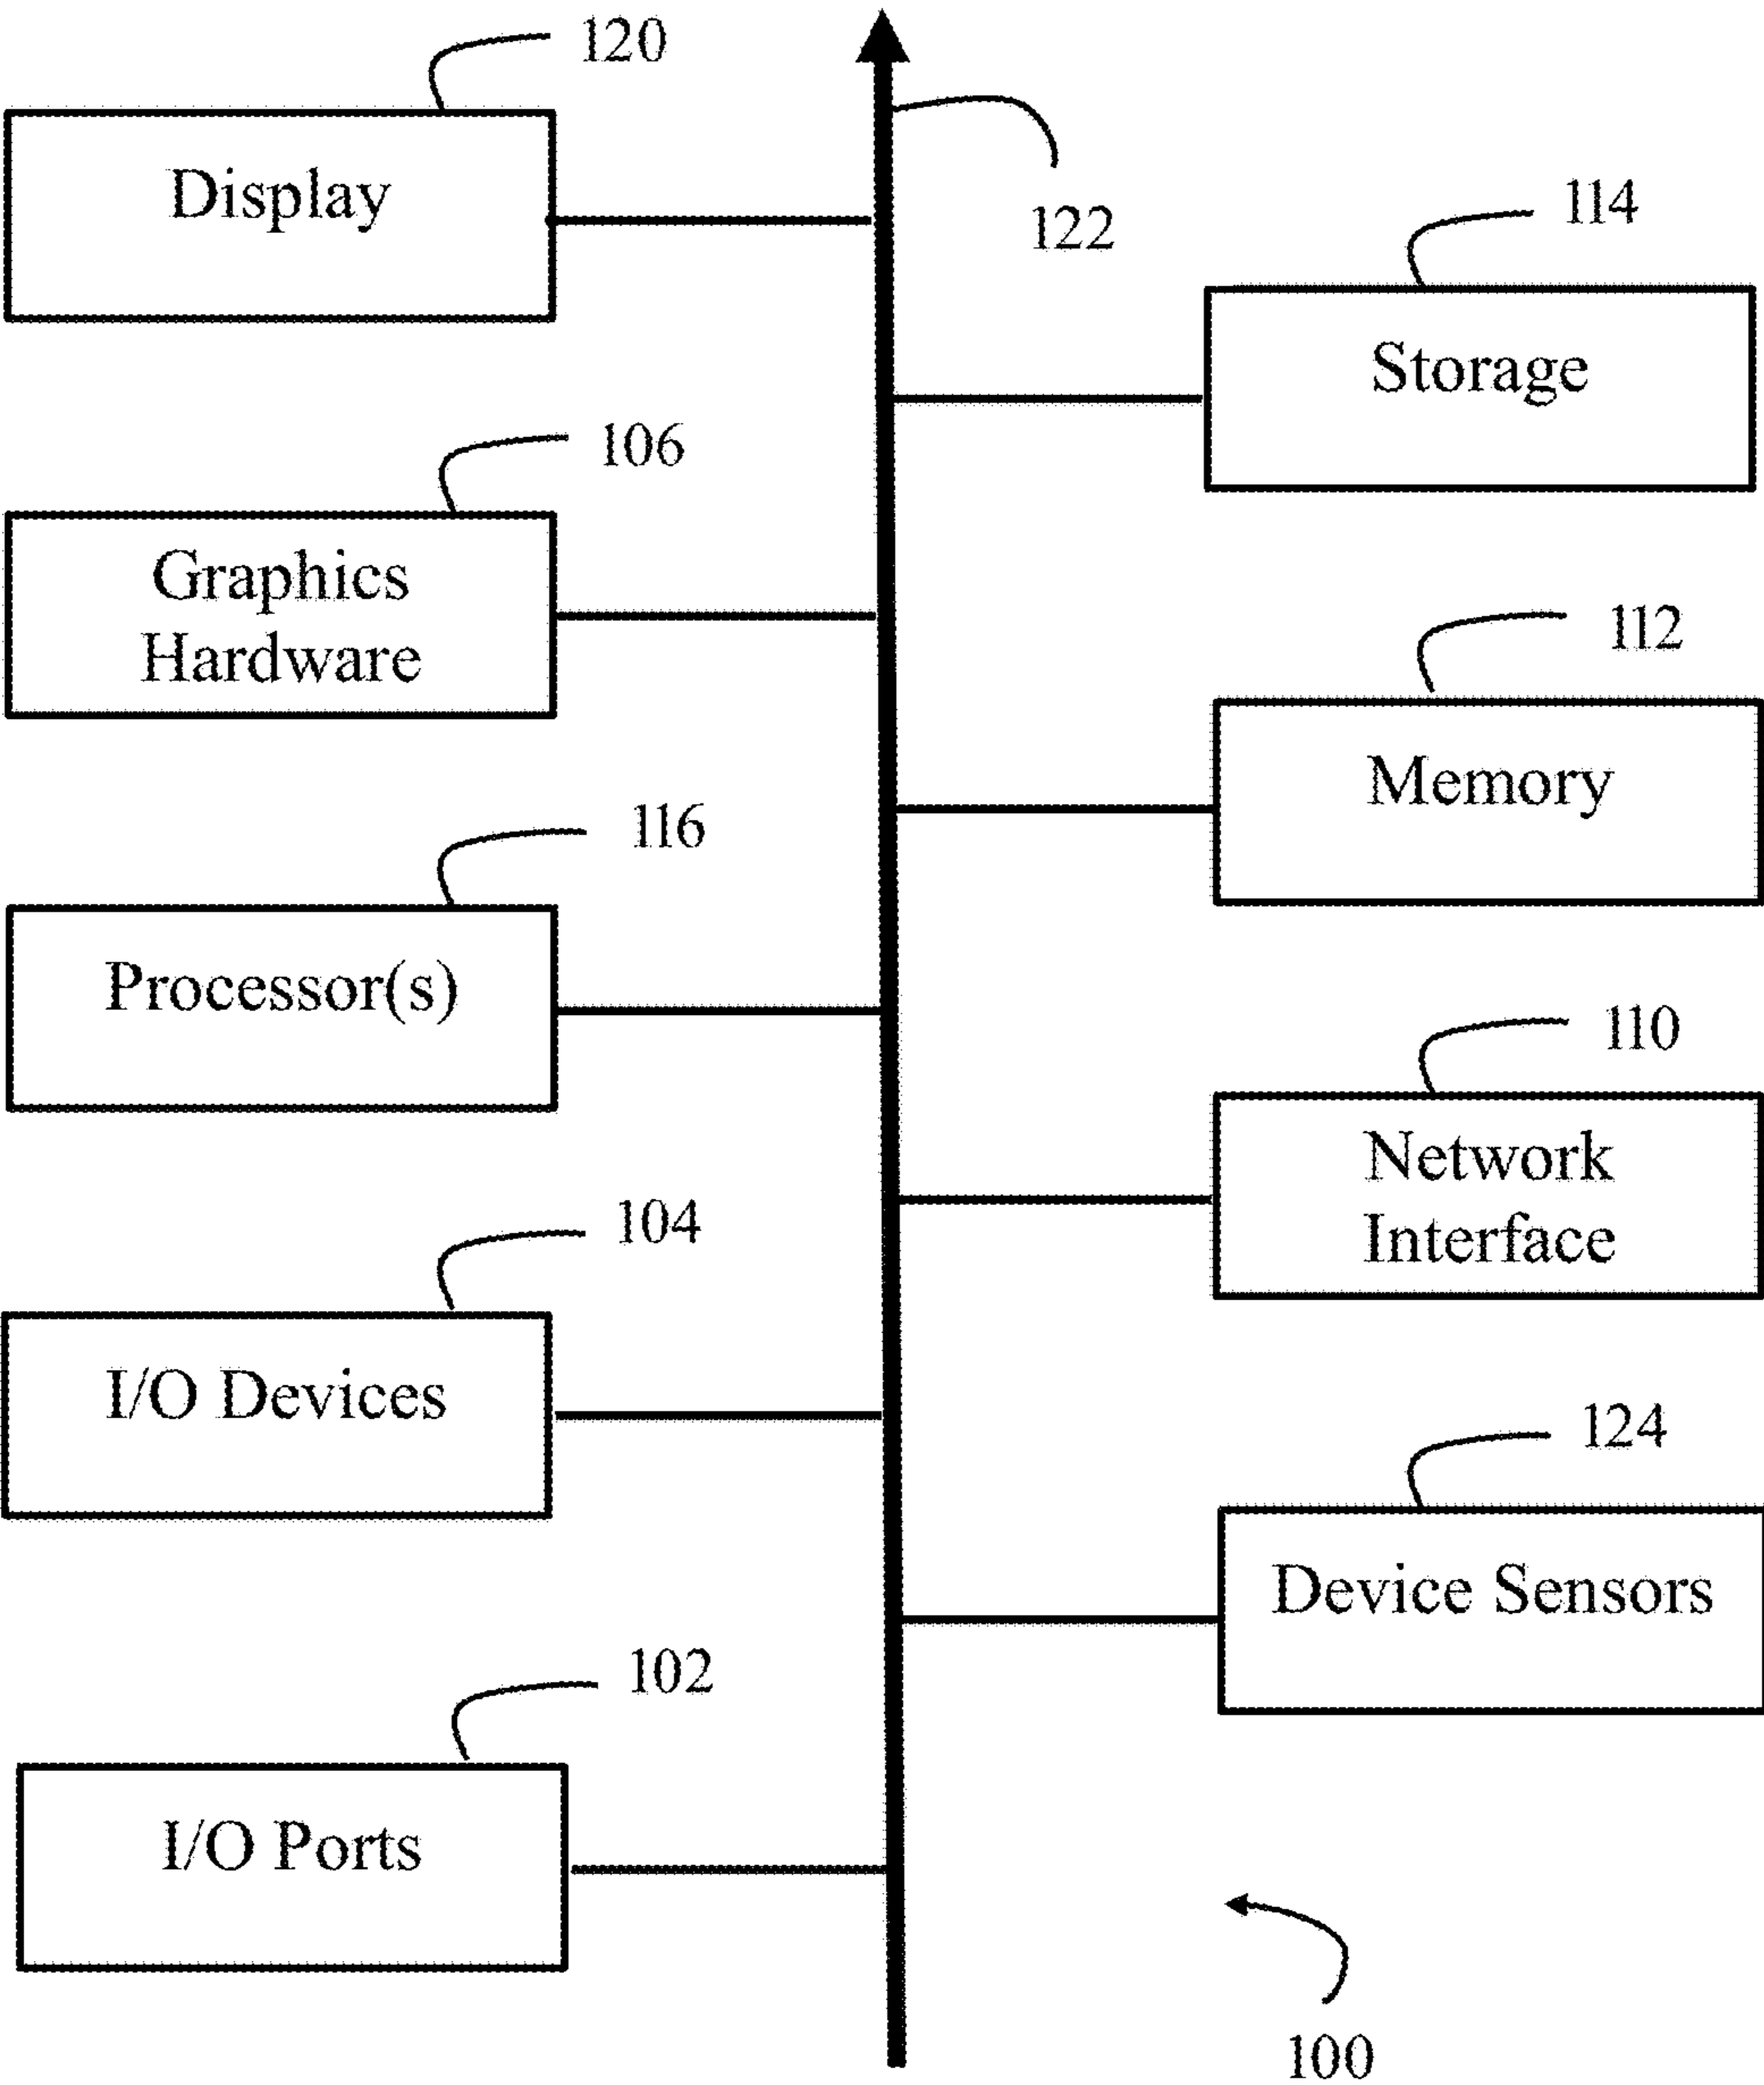 120
Display
122
114
Storage
106
Graphics
Hardware
112
Memory
116
Processor(s)
110
Network
Interface
104
I/O Devices
124
Device Sensors
102
I/O Ports
100